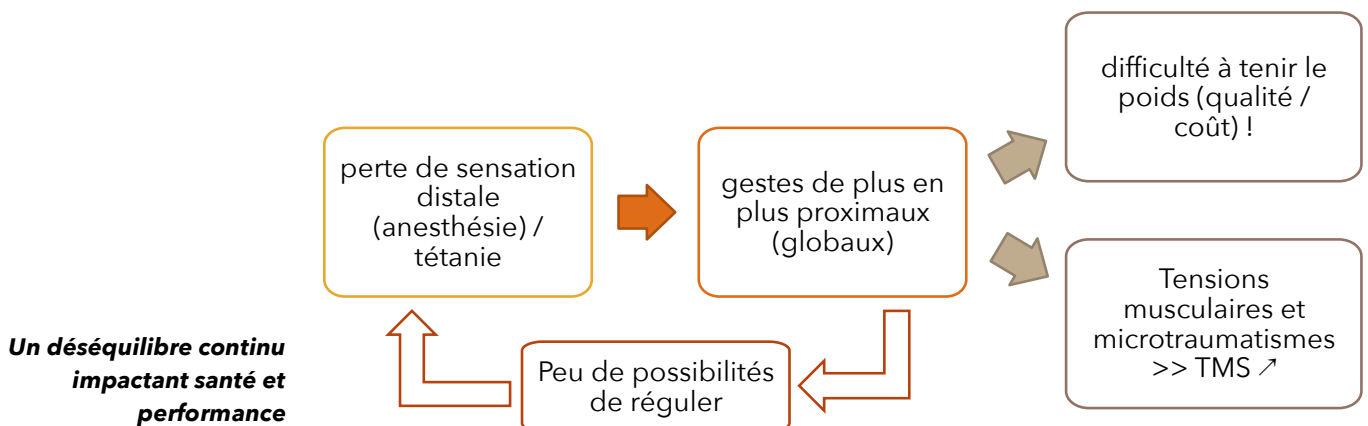 difficulté à tenir le
poids (qualité /
coût) !
perte de sensation
distale
(anesthésie) /
tétanie
gestes de plus en
plus proximaux
(globaux)
Tensions
musculaires et
microtraumatismes
>> TMS ↗
Un déséquilibre continu
impactant santé et
performance
Peu de possibilités
de réguler